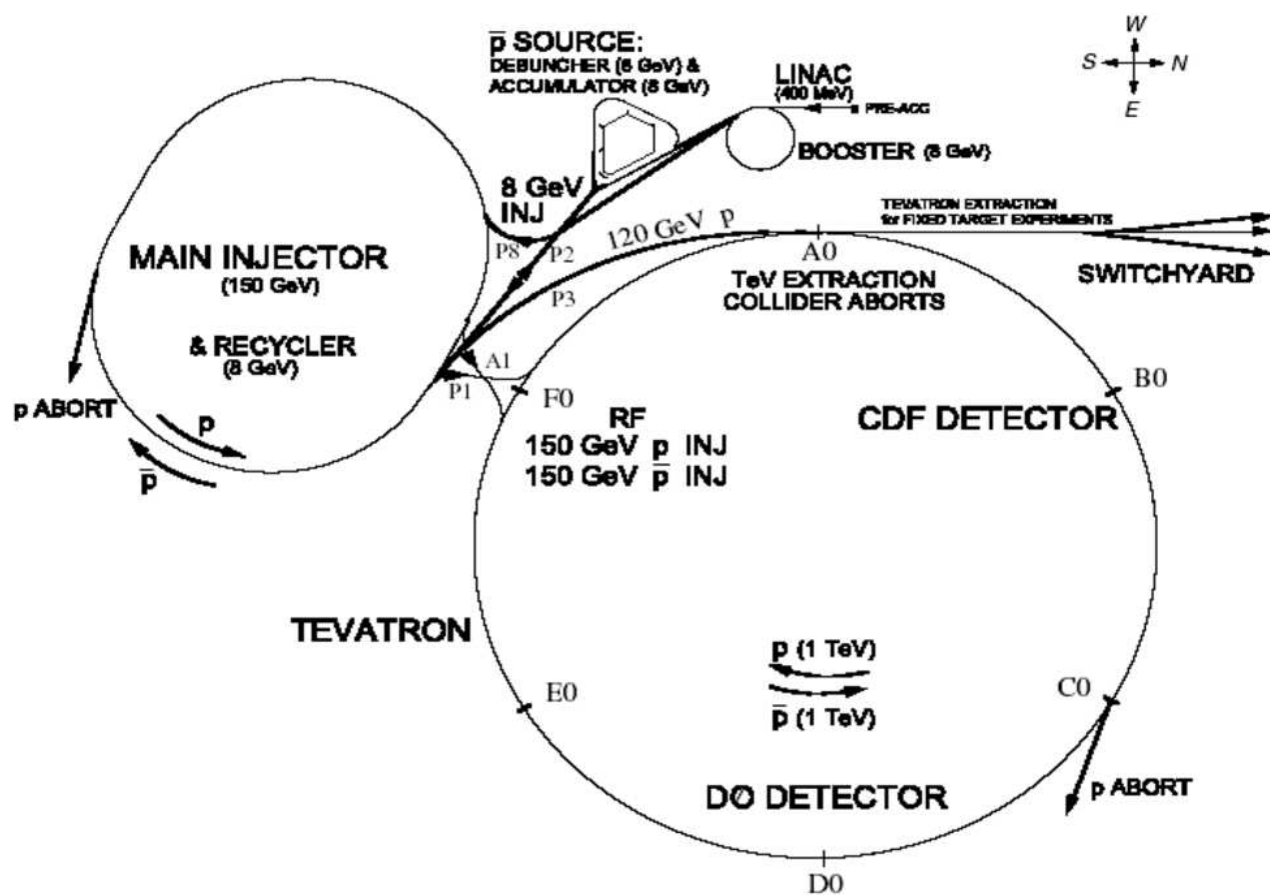 p̄ SOURCE:
DEBUNCHER (8 GeV) &
ACCUMULATOR (8 GeV)
LINAC
(400 MeV)
PRE-ACC
BOOSTER (8 GeV)
W
S
N
E
8 GeV
INJ
TEVATRON EXTRACTION
for FIXED TARGET EXPERIMENTS
SWITCHYARD
MAIN INJECTOR
(150 GeV)
& RECYCLER
(8 GeV)
P8
P2
120 GeV p
P3
A0
TeV EXTRACTION
COLLIDER ABORTS
A1
P1
F0
B0
p ABORT
p
p̄
RF
150 GeV p INJ
150 GeV p̄ INJ
CDF DETECTOR
TEVATRON
p (1 TeV)
p̄ (1 TeV)
E0
C0
DØ DETECTOR
p ABORT
D0